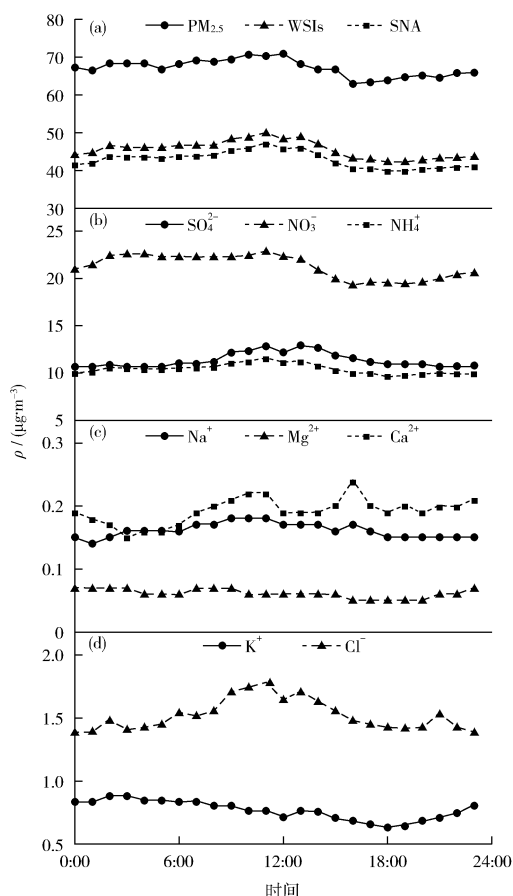 80
(a) PM₂.₅ WSIs SNA
70
60
50
40
30
(b) SO₄²⁻ NO₃⁻ NH₄⁺
25
20
15
10
5
(c) Na⁺ Mg²⁺ Ca²⁺
0.3
0.2
0.1
0
(d) K⁺ Cl⁻
2.0
1.5
1.0
0.5
ρ / (μg·m⁻³)
0:00 6:00 12:00 18:00 24:00
时间